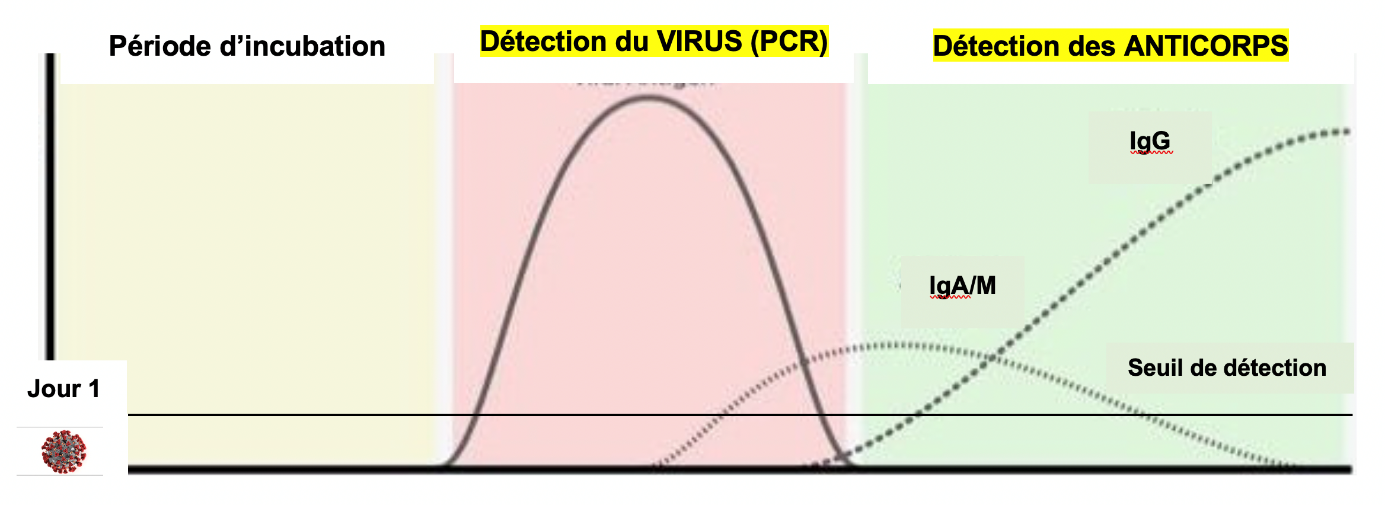 Période d’incubation
Détection du VIRUS (PCR)
Détection des ANTICORPS
IgG
IgA/M
Seuil de détection
Jour 1